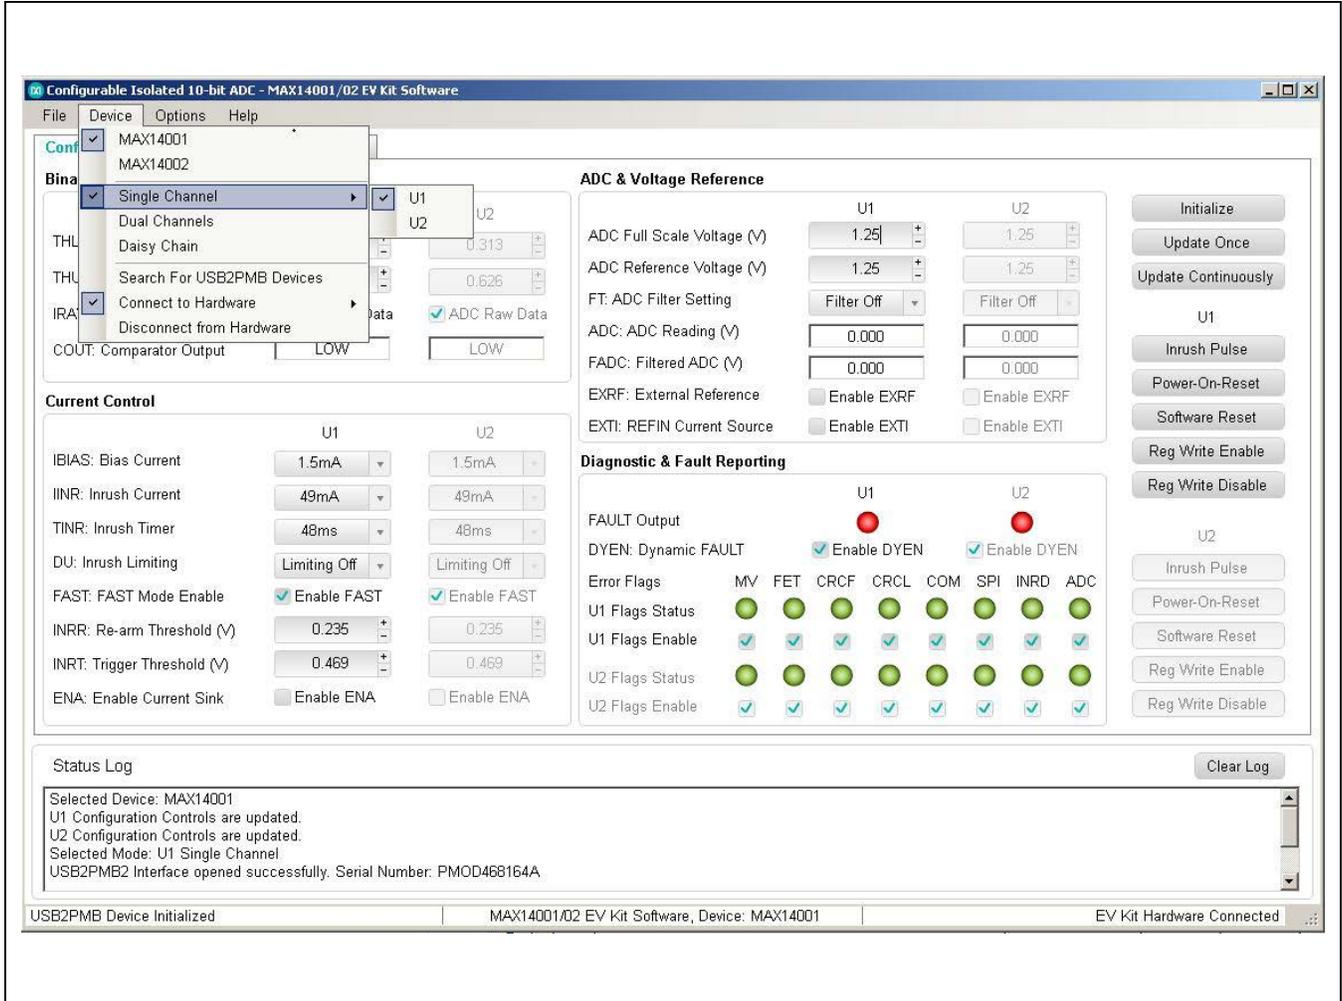 Configurable Isolated 10-bit ADC - MAX14001/02 EV Kit Software
File Device Options Help
Conf
MAX14001
MAX14002
Single Channel
Dual Channels
Daisy Chain
Search For USB2PMB Devices
Connect to Hardware
Disconnect from Hardware
U1
U2
Bina
U2
THL 0.313
THU 0.626
IRA Data ADC Raw Data
COUT: Comparator Output LOW LOW
Current Control
U1 U2
IBIAS: Bias Current 1.5mA 1.5mA
IINR: Inrush Current 49mA 49mA
TINR: Inrush Timer 48ms 48ms
DU: Inrush Limiting Limiting Off Limiting Off
FAST: FAST Mode Enable Enable FAST Enable FAST
INRR: Re-arm Threshold (V) 0.235 0.235
INRT: Trigger Threshold (V) 0.469 0.469
ENA: Enable Current Sink Enable ENA Enable ENA
ADC & Voltage Reference
U1 U2
ADC Full Scale Voltage (V) 1.25 1.25
ADC Reference Voltage (V) 1.25 1.25
FT: ADC Filter Setting Filter Off Filter Off
ADC: ADC Reading (V) 0.000 0.000
FADC: Filtered ADC (V) 0.000 0.000
EXRF: External Reference Enable EXRF Enable EXRF
EXTI: REFIN Current Source Enable EXTI Enable EXTI
Diagnostic & Fault Reporting
U1 U2
FAULT Output
DYEN: Dynamic FAULT Enable DYEN Enable DYEN
Error Flags MV FET CRCF CRCL COM SPI INRD ADC
U1 Flags Status
U1 Flags Enable
U2 Flags Status
U2 Flags Enable
Initialize
Update Once
Update Continuously
U1
Inrush Pulse
Power-On-Reset
Software Reset
Reg Write Enable
Reg Write Disable
U2
Inrush Pulse
Power-On-Reset
Software Reset
Reg Write Enable
Reg Write Disable
Status Log Clear Log
Selected Device: MAX14001
U1 Configuration Controls are updated.
U2 Configuration Controls are updated.
Selected Mode: U1 Single Channel
USB2PMB2 Interface opened successfully. Serial Number: PMOD468164A
USB2PMB Device Initialized MAX14001/02 EV Kit Software, Device: MAX14001 EV Kit Hardware Connected